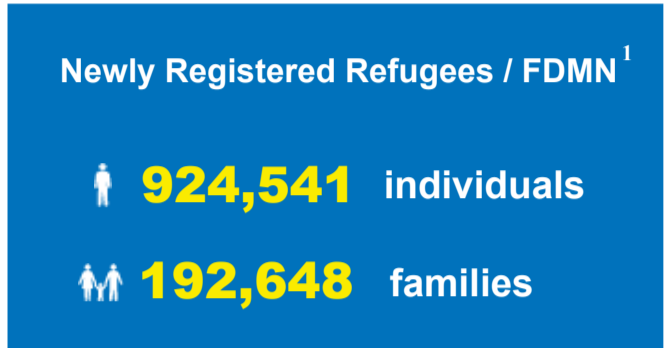 Newly Registered Refugees / FDMN1
924,541 individuals
192,648 families